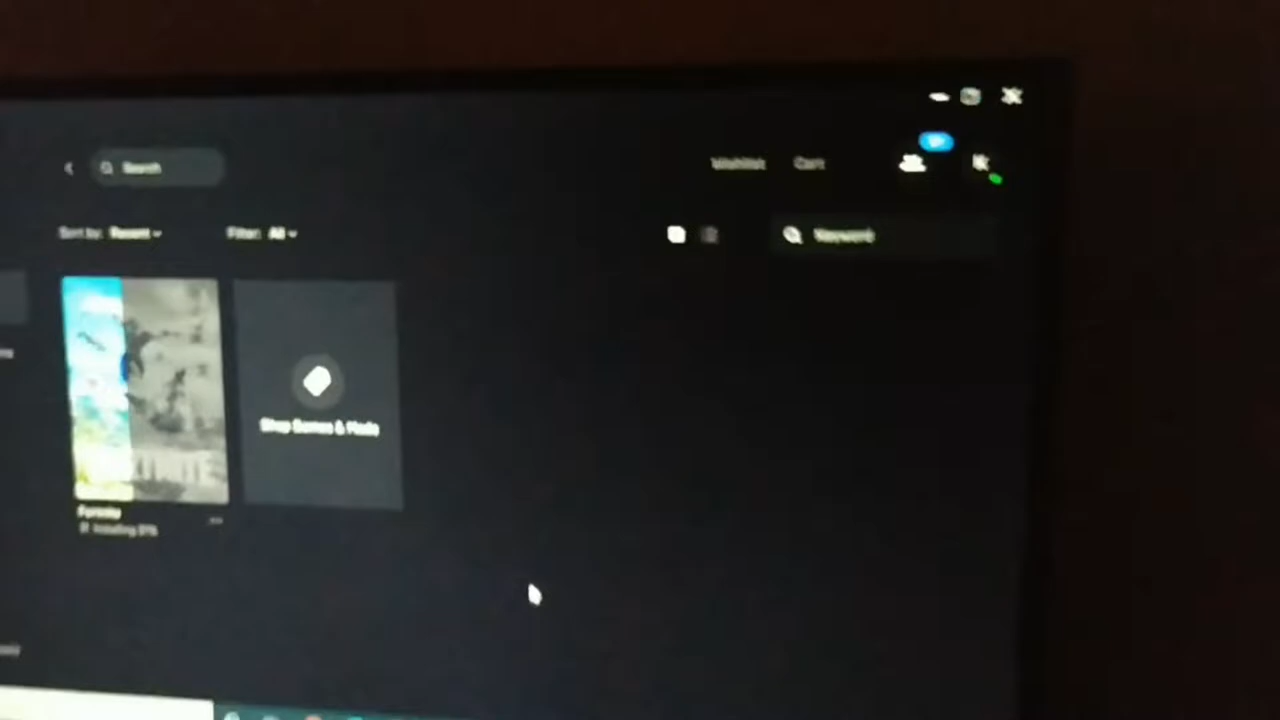 Search
Wishlist
Cart
Sort by: Recent
Filter: All
Keyword
Shop Games & Mods
Fortnite